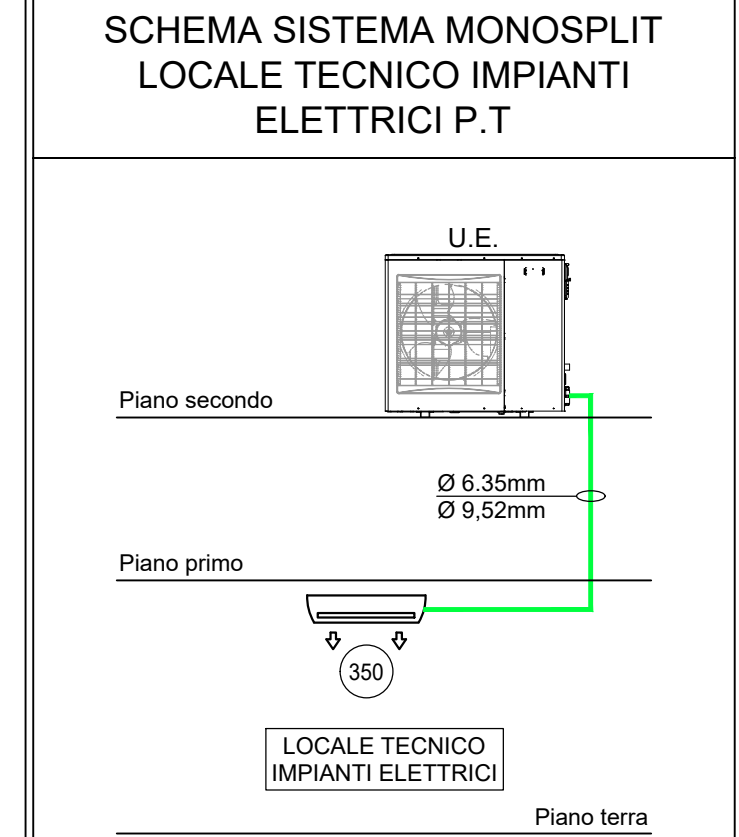 SCHEMA SISTEMA MONOSPLIT
LOCALE TECNICO IMPIANTI
ELETTRICI P.T
U.E.
Piano secondo
Ø 6.35mm
Ø 9,52mm
Piano primo
350
LOCALE TECNICO
IMPIANTI ELETTRICI
Piano terra